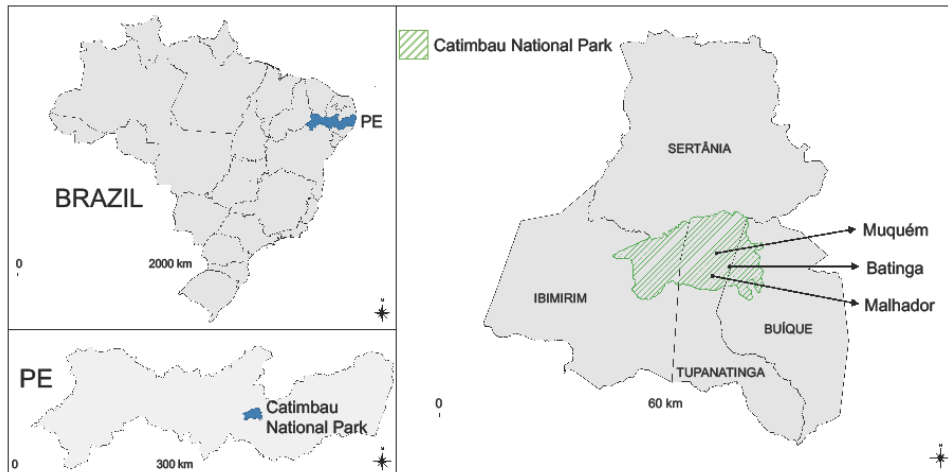 PE
BRAZIL
0
2000 km
N
PE
Catimbau
National Park
0
300 km
N
Catimbau National Park
SERTÂNIA
Muquém
Batinga
Malhador
IBIMIRIM
BUÍQUE
TUPANATINGA
0
60 km
N